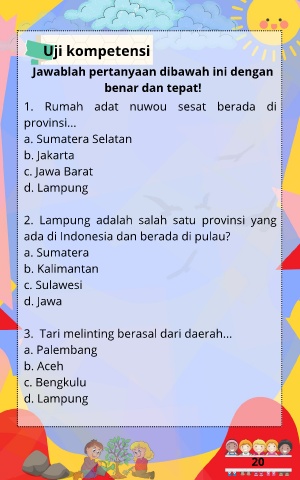 Uji kompetensi
Jawablah pertanyaan dibawah ini dengan
benar dan tepat!
1. Rumah adat nuwou sesat berada di
provinsi...
a. Sumatera Selatan
b. Jakarta
c. Jawa Barat
d. Lampung
2. Lampung adalah salah satu provinsi yang
ada di Indonesia dan berada di pulau?
a. Sumatera
b. Kalimantan
c. Sulawesi
d. Jawa
3. Tari melinting berasal dari daerah...
a. Palembang
b. Aceh
c. Bengkulu
d. Lampung
20